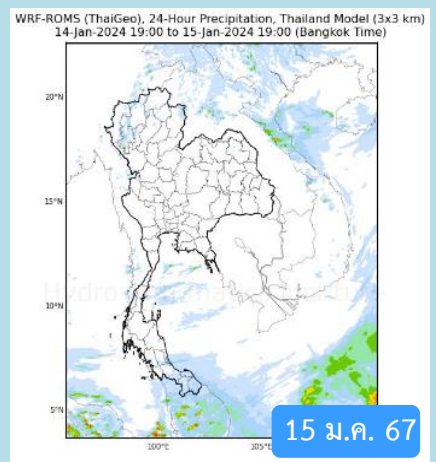 WRF-ROMS (ThaiGeo), 24-Hour Precipitation, Thailand Model (3x3 km)
14-Jan-2024 19:00 to 15-Jan-2024 19:00 (Bangkok Time)
20°N
15°N
10°N
5°N
100°E
105°
15 ม.ค. 67